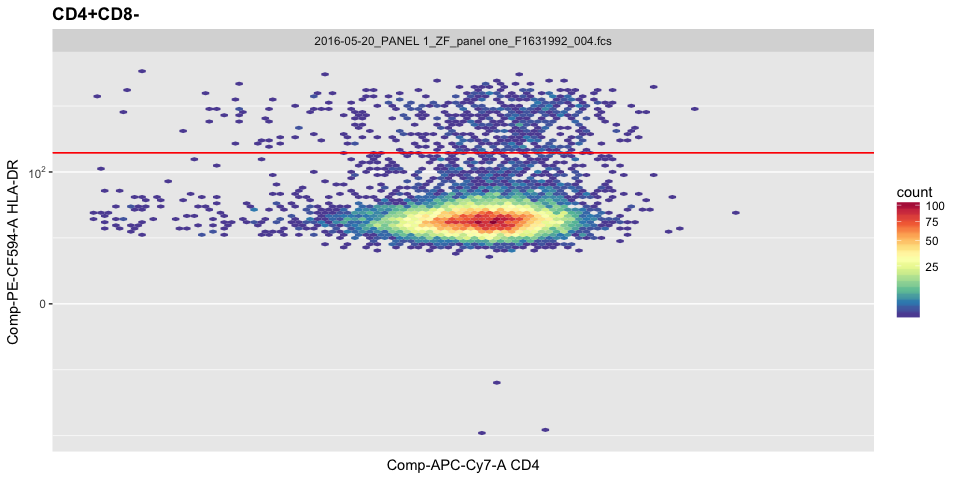 CD4+CD8-
2016-05-20_PANEL 1_ZF_panel one_F1631992_004.fcs
Comp-PE-CF594-A HLA-DR
10²
0
Comp-APC-Cy7-A CD4
count
100
75
50
25